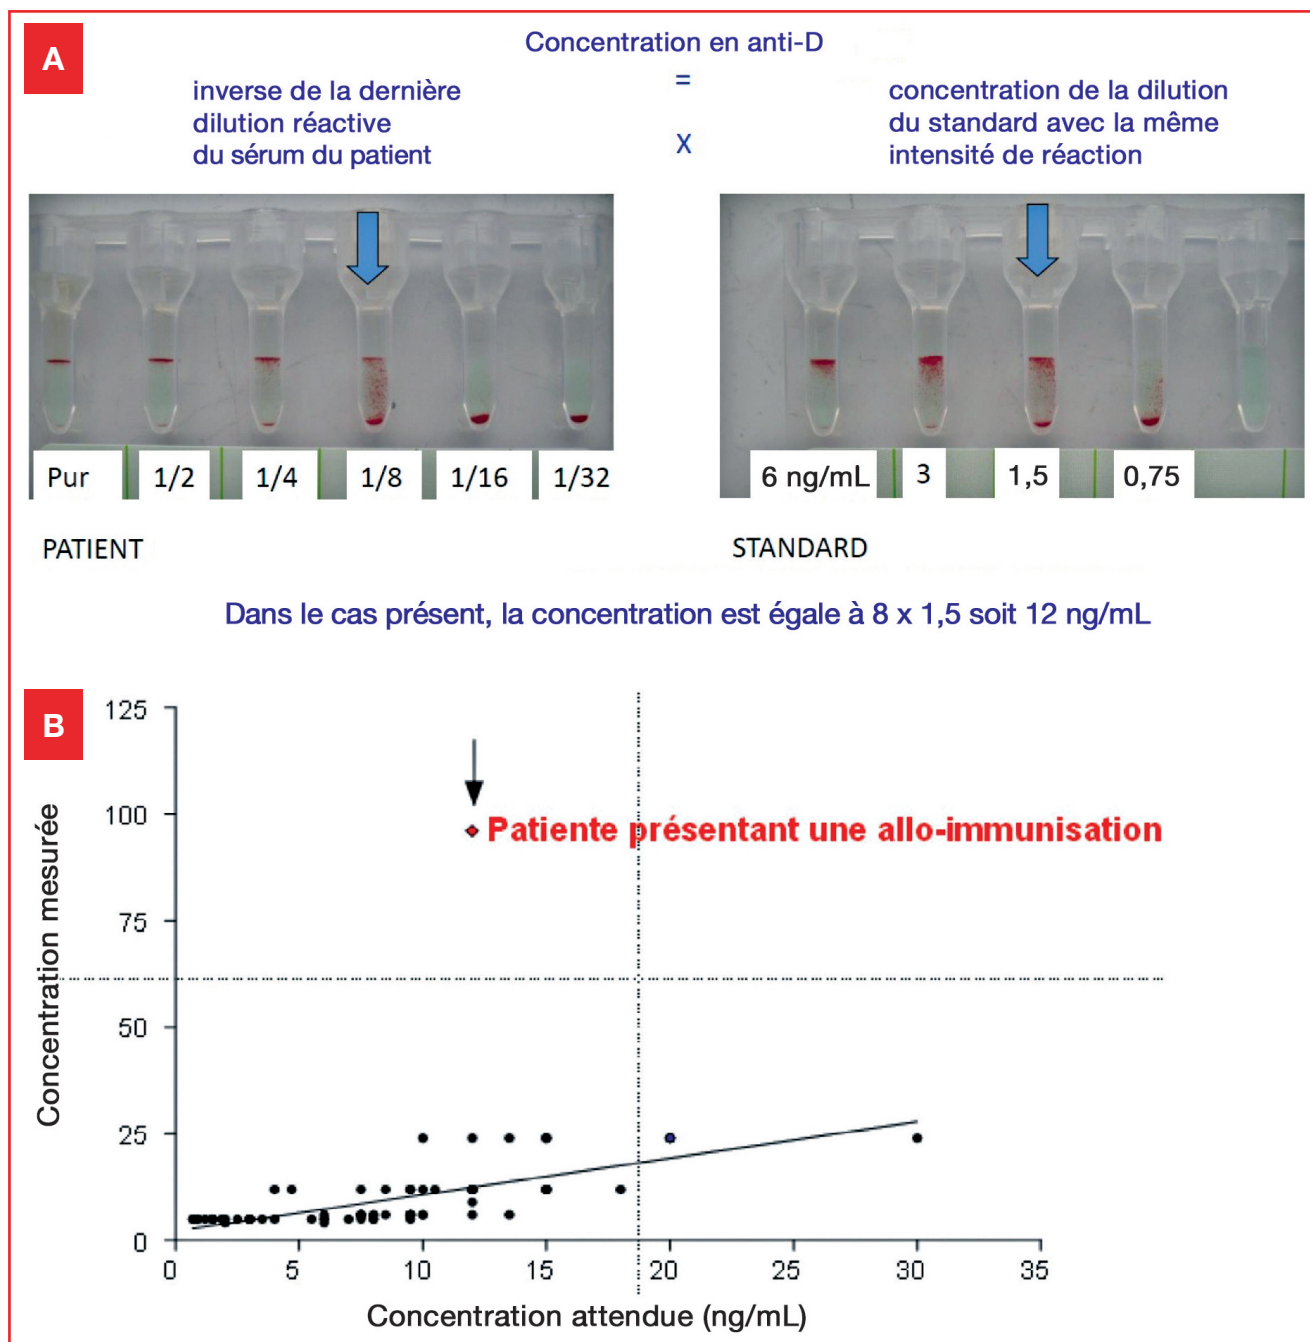 A
Concentration en anti-D
=
inverse de la dernière
dilution réactive
du sérum du patient
X
concentration de la dilution
du standard avec la même
intensité de réaction
Pur
1/2
1/4
1/8
1/16
1/32
6 ng/mL
3
1,5
0,75
PATIENT
STANDARD
Dans le cas présent, la concentration est égale à 8 x 1,5 soit 12 ng/mL
B
125
100
75
50
25
0
Concentration mesurée
Patiente présentant une allo-immunisation
0
5
10
15
20
25
30
35
Concentration attendue (ng/mL)